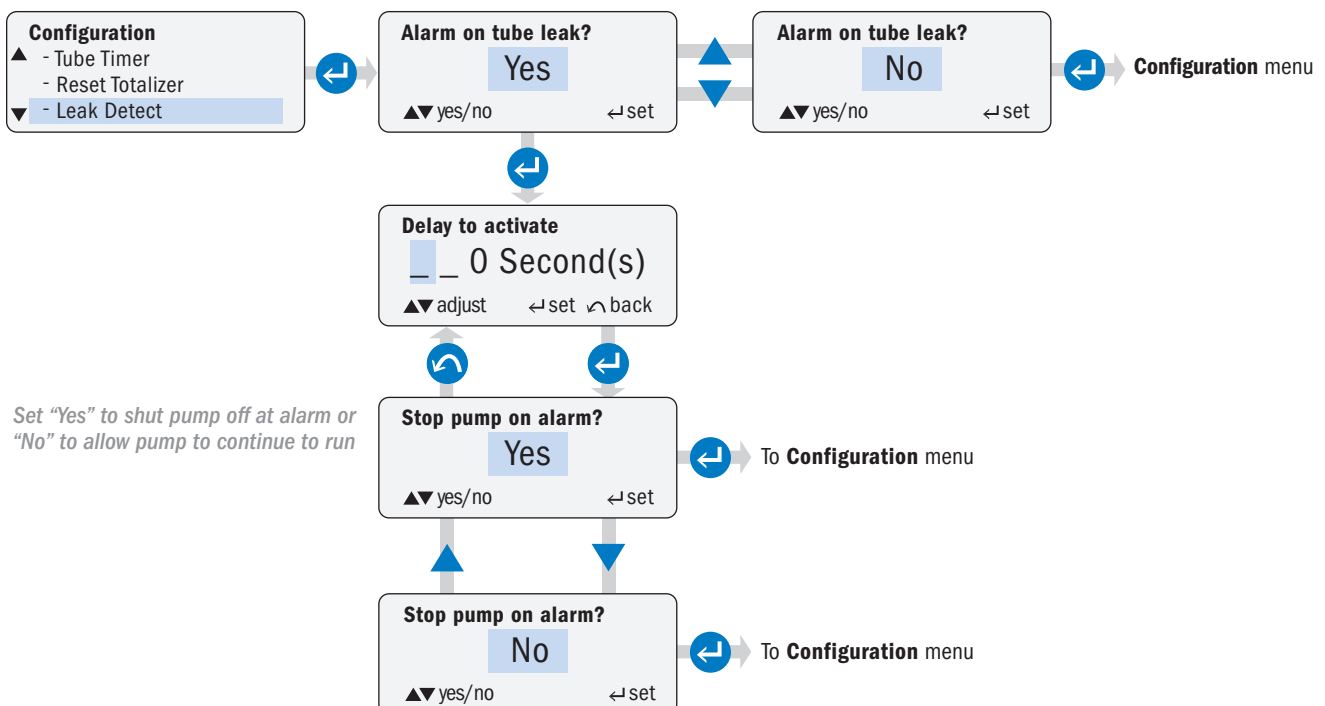 Configuration
- Tube Timer
- Reset Totalizer
- Leak Detect
Alarm on tube leak?
Yes
▲▼ yes/no ↵ set
Alarm on tube leak?
No
▲▼ yes/no ↵ set
Configuration menu
Delay to activate
_ _ 0 Second(s)
▲▼ adjust ↵ set ↶ back
Set “Yes” to shut pump off at alarm or
“No” to allow pump to continue to run
Stop pump on alarm?
Yes
▲▼ yes/no ↵ set
To Configuration menu
Stop pump on alarm?
No
▲▼ yes/no ↵ set
To Configuration menu